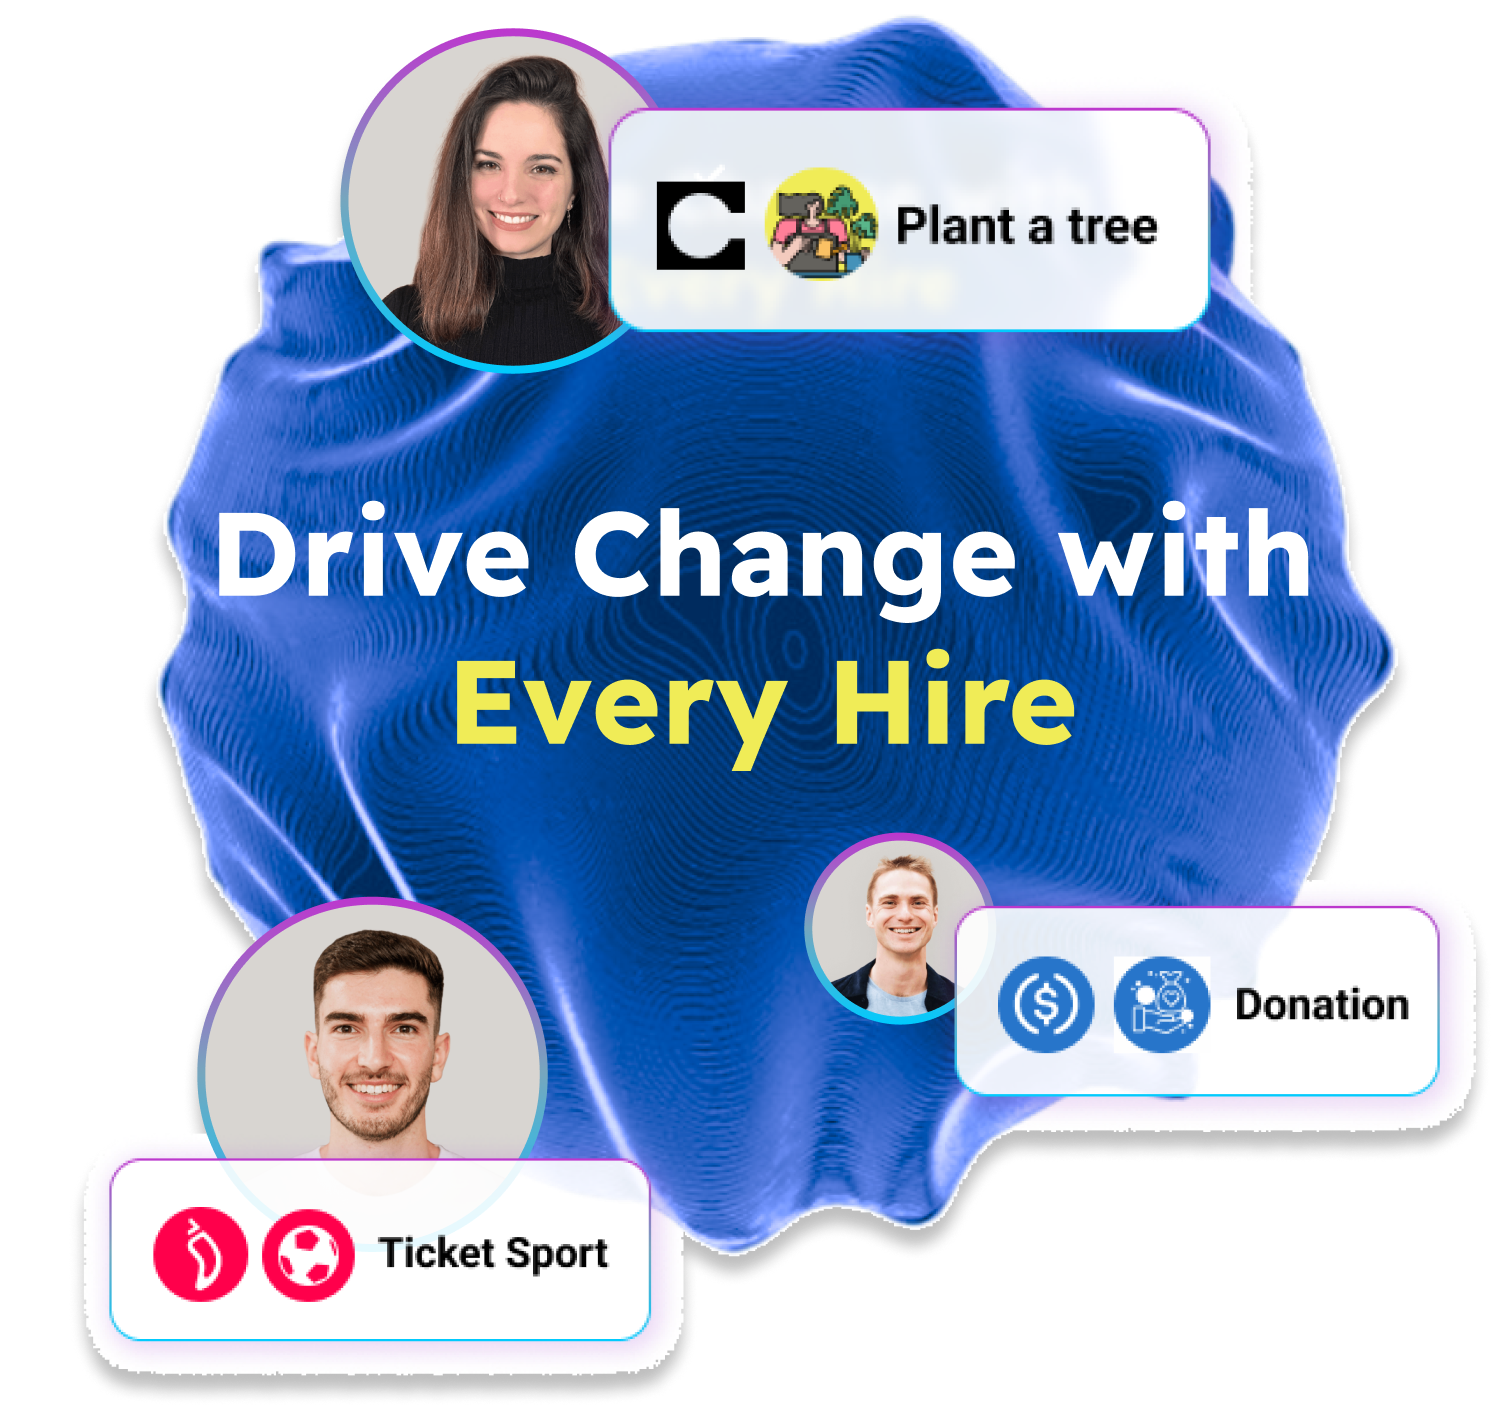 Plant a tree
Drive Change with
Every Hire
Donation
Ticket Sport